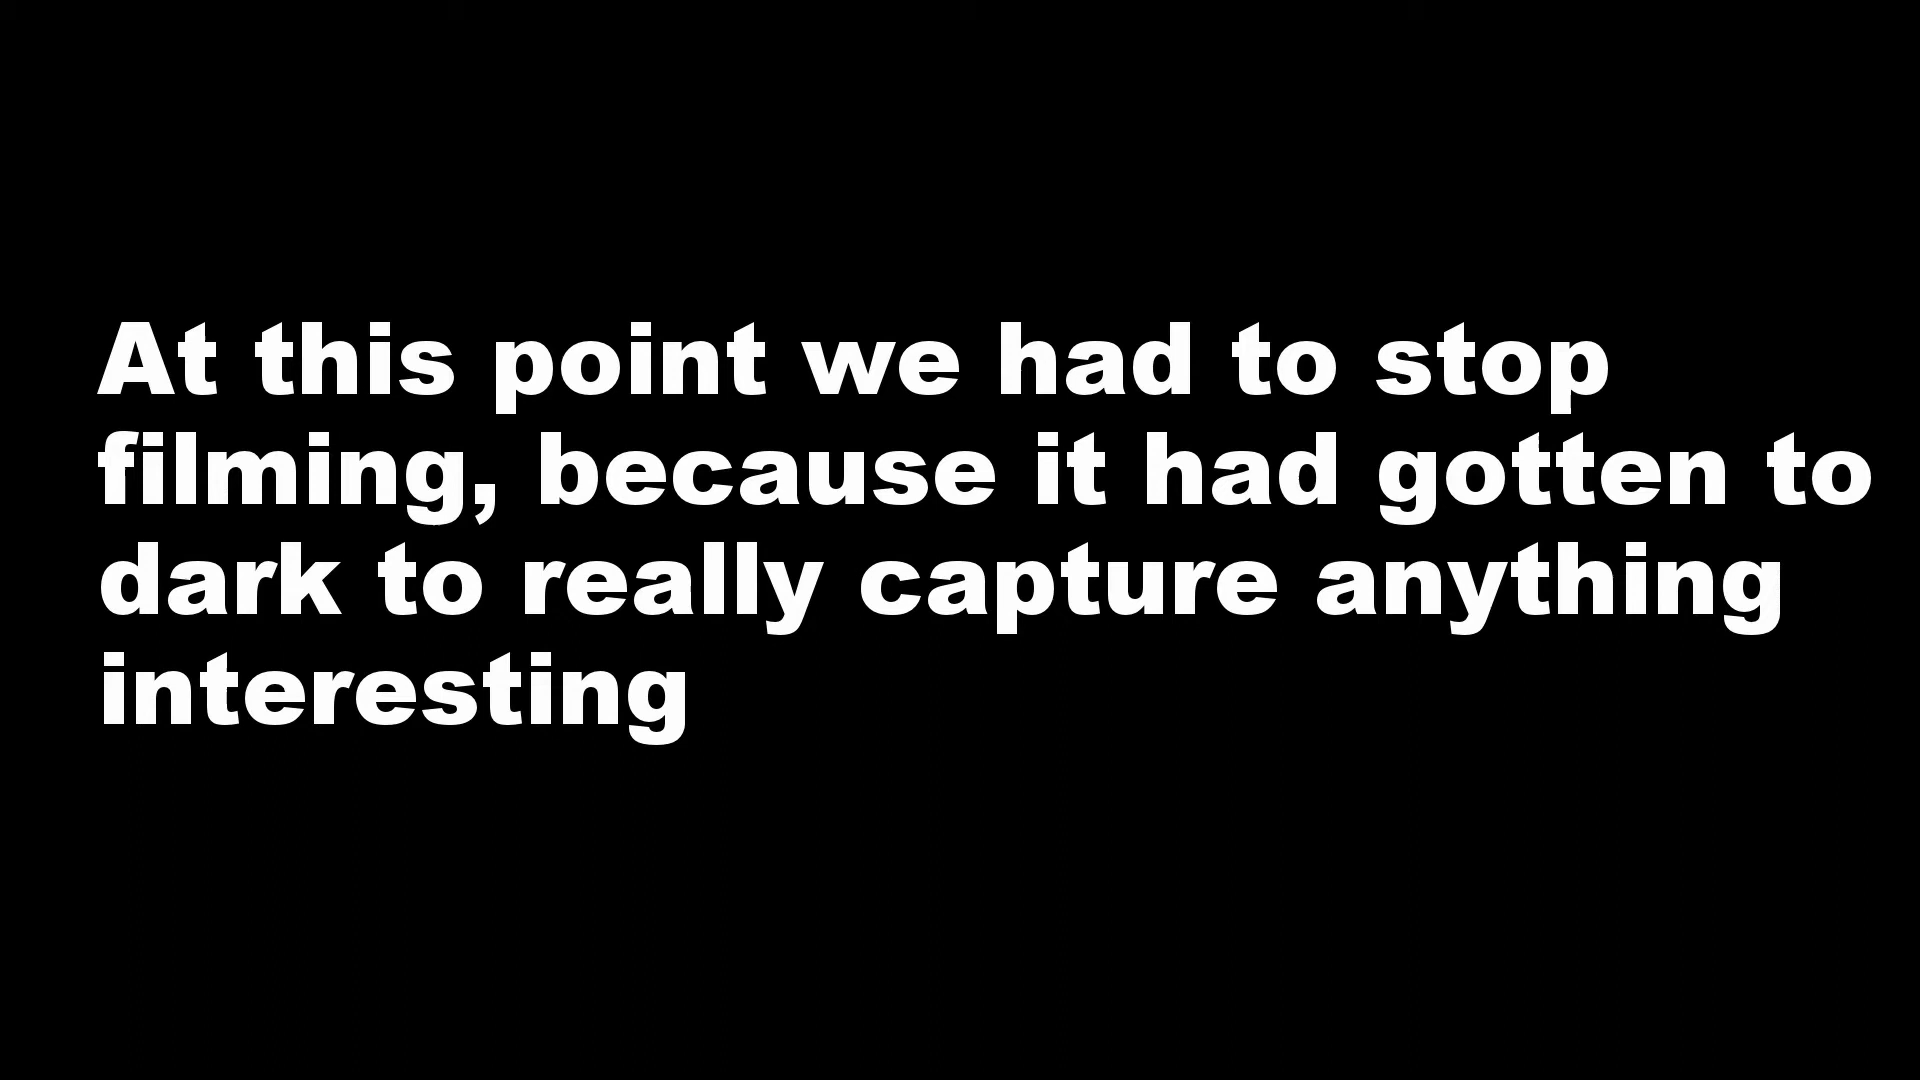 At this point we had to stop
filming, because it had gotten to
dark to really capture anything
interesting